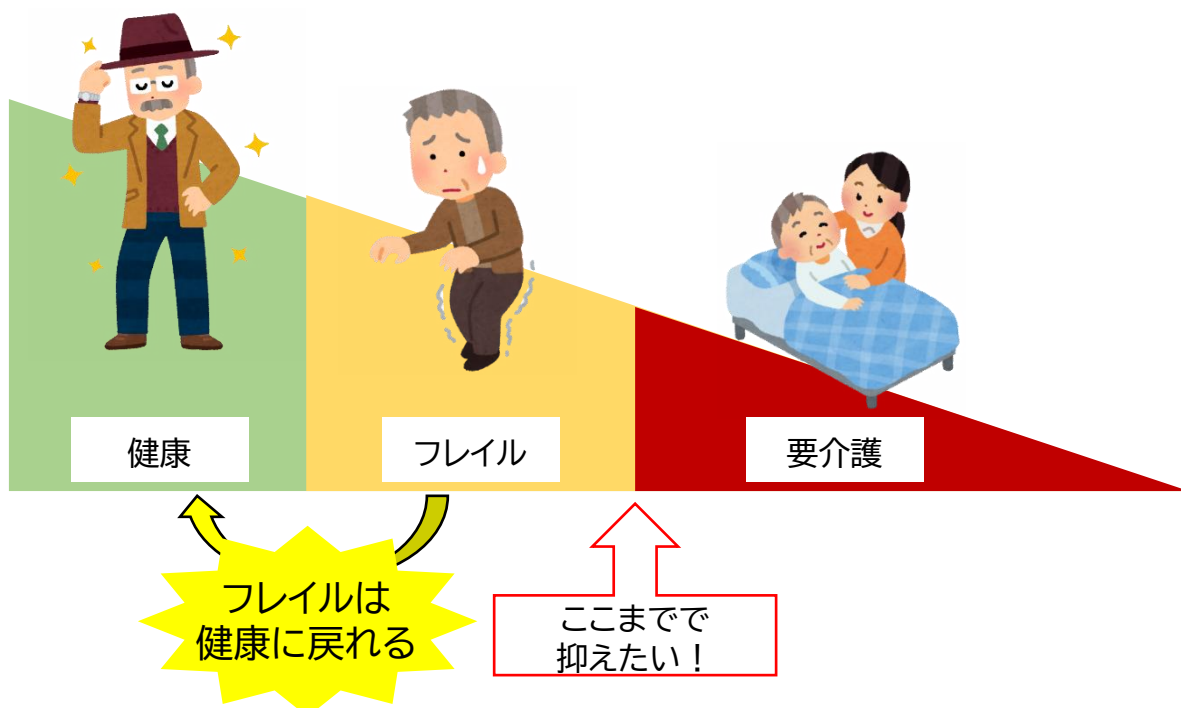 健康
フレイル
要介護
フレイルは
健康に戻れる
ここまでで
抑えたい！